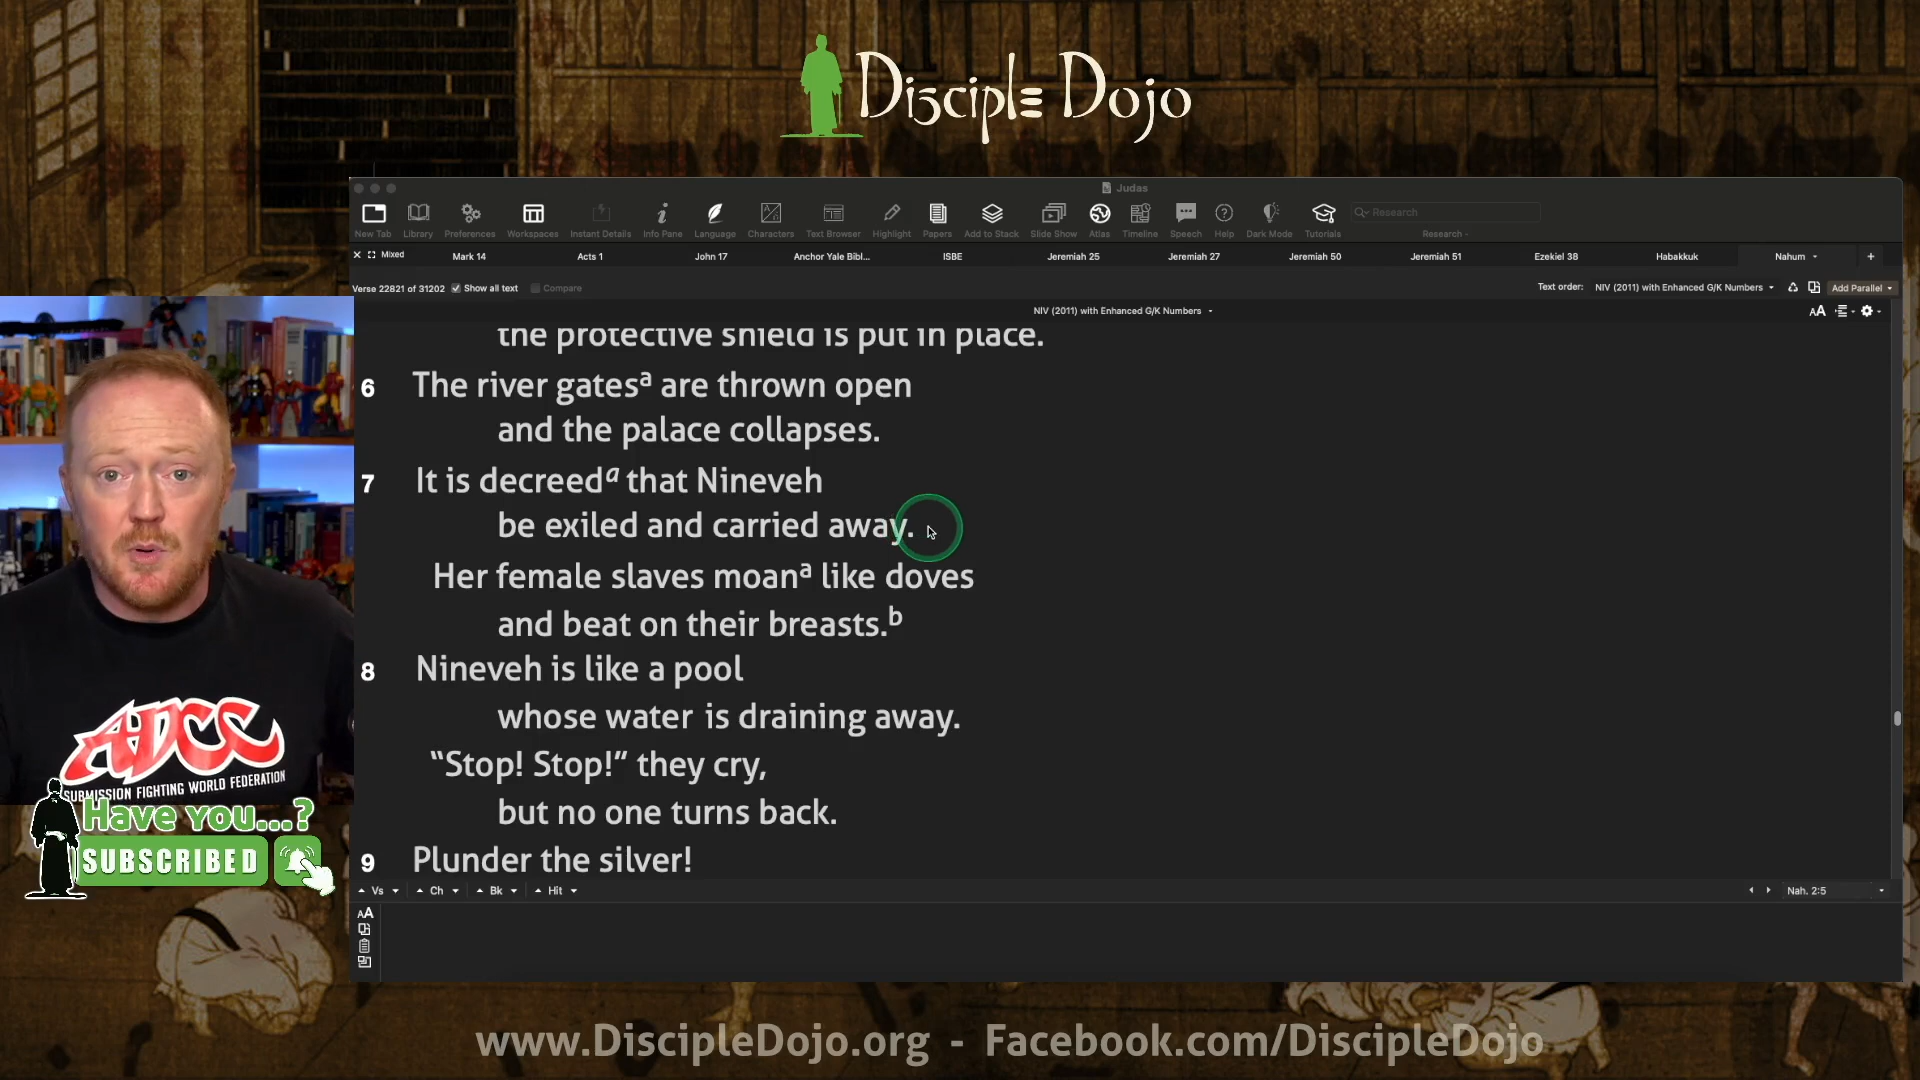 Disciple Dojo
Judas
New Tab
Library
Preferences
Workspaces
Instant Details
Info Pane
Language
Characters
Text Browser
Highlight
Papers
Add to Stack
Slide Show
Atlas
Timeline
Speech
Help
Dark Mode
Tutorials
Research
Research
Mixed
Mark 14
Acts 1
John 17
Anchor Yale Bibl...
ISBE
Jeremiah 25
Jeremiah 27
Jeremiah 50
Jeremiah 51
Ezekiel 38
Habakkuk
Nahum
+
Verse 22821 of 31202
Show all text
Compare
Text order:
NIV (2011) with Enhanced G/K Numbers
Add Parallel
NIV (2011) with Enhanced G/K Numbers
AA
the protective shield is put in place.
6 The river gatesᵃ are thrown open
and the palace collapses.
7 It is decreedᵃ that Nineveh
be exiled and carried away.
Her female slaves moanᵃ like doves
and beat on their breasts.ᵇ
8 Nineveh is like a pool
whose water is draining away.
“Stop! Stop!” they cry,
but no one turns back.
9 Plunder the silver!
Vs
Ch
Bk
Hit
Nah. 2:5
AA
ADCC
SUBMISSION FIGHTING WORLD FEDERATION
Have you...?
SUBSCRIBED
www.DiscipleDojo.org - Facebook.com/DiscipleDojo